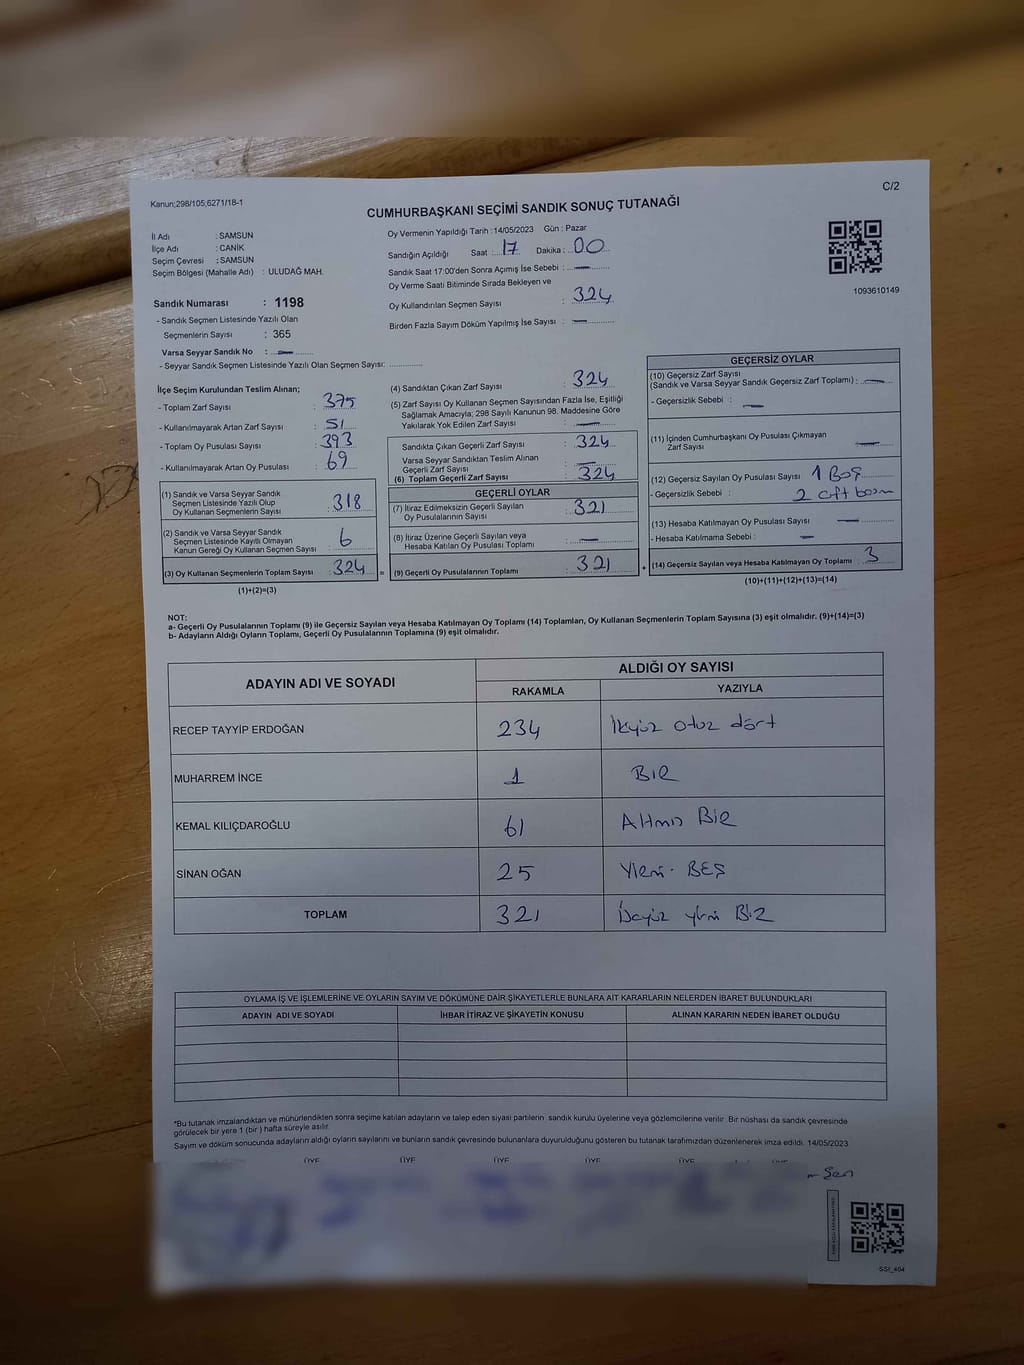 C/2
Kanun;298/105,6271/18-1
CUMHURBAŞKANI SEÇİMİ SANDIK SONUÇ TUTANAĞI
İl Adı : SAMSUN
İlçe Adı : CANİK
Seçim Çevresi : SAMSUN
Seçim Bölgesi (Mahalle Adı) : ULUDAĞ MAH.
Sandık Numarası : 1198
- Sandık Seçmen Listesinde Yazılı Olan
Seçmenlerin Sayısı : 365
Varsa Seyyar Sandık No : —
- Seyyar Sandık Seçmen Listesinde Yazılı Olan Seçmen Sayısı:
Oy Vermenin Yapıldığı Tarih :14/05/2023 Gün : Pazar
Sandığın Açıldığı Saat : 17 Dakika : 00
Sandık Saat 17:00'den Sonra Açımış İse Sebebi : —
Oy Verme Saati Bitiminde Sırada Bekleyen ve
Oy Kullandırılan Seçmen Sayısı : 324
Birden Fazla Sayım Döküm Yapılmış İse Sayısı : —
1093610149
İlçe Seçim Kurulundan Teslim Alınan;
- Toplam Zarf Sayısı : 375
- Kullanılmayarak Artan Zarf Sayısı : 51
- Toplam Oy Pusulası Sayısı : 393
- Kullanılmayarak Artan Oy Pusulası : 69
(1) Sandık ve Varsa Seyyar Sandık
Seçmen Listesinde Yazılı Olup
Oy Kullanan Seçmenlerin Sayısı : 318
(2) Sandık ve Varsa Seyyar Sandık
Seçmen Listesinde Kayıtlı Olmayan
Kanun Gereği Oy Kullanan Seçmen Sayısı : 6
(3) Oy Kullanan Seçmenlerin Toplam Sayısı : 324 =
(1)+(2)=(3)
(4) Sandıktan Çıkan Zarf Sayısı : 324
(5) Zarf Sayısı Oy Kullanan Seçmen Sayısından Fazla İse, Eşitliği
Sağlamak Amacıyla; 298 Sayılı Kanunun 98. Maddesine Göre
Yakılarak Yok Edilen Zarf Sayısı : —
Sandıkta Çıkan Geçerli Zarf Sayısı : 324
Varsa Seyyar Sandıktan Teslim Alınan
Geçerli Zarf Sayısı : —
(6) Toplam Geçerli Zarf Sayısı : 324
GEÇERLİ OYLAR
(7) İtiraz Edilmeksizin Geçerli Sayılan
Oy Pusulalarının Sayısı : 321
(8) İtiraz Üzerine Geçerli Sayılan veya
Hesaba Katılan Oy Pusulası Toplamı : —
(9) Geçerli Oy Pusulalarının Toplamı : 321 +
GEÇERSİZ OYLAR
(10) Geçersiz Zarf Sayısı
(Sandık ve Varsa Seyyar Sandık Geçersiz Zarf Toplamı) : —
- Geçersizlik Sebebi : —
(11) İçinden Cumhurbaşkanı Oy Pusulası Çıkmayan
Zarf Sayısı : —
(12) Geçersiz Sayılan Oy Pusulası Sayısı : 1 Boş
- Geçersizlik Sebebi : 2 çift
(13) Hesaba Katılmayan Oy Pusulası Sayısı : —
- Hesaba Katılmama Sebebi : —
(14) Geçersiz Sayılan veya Hesaba Katılmayan Oy Toplamı : 3
(10)+(11)+(12)+(13)=(14)
NOT:
a- Geçerli Oy Pusulalarının Toplamı (9) ile Geçersiz Sayılan veya Hesaba Katılmayan Oy Toplamı (14) Toplamları, Oy Kullanan Seçmenlerin Toplam Sayısına (3) eşit olmalıdır. (9)+(14)=(3)
b- Adayların Aldığı Oyların Toplamı, Geçerli Oy Pusulalarının Toplamına (9) eşit olmalıdır.
ADAYIN ADI VE SOYADI
ALDIĞI OY SAYISI
RAKAMLA YAZIYLA
RECEP TAYYİP ERDOĞAN 234 İkiyüz otuz dört
MUHARREM İNCE 1 BİR
KEMAL KILIÇDAROĞLU 61 Altmış BİR
SİNAN OĞAN 25 Yirmi BEŞ
TOPLAM 321 Üçyüz yirmi Bir
OYLAMA İŞ VE İŞLEMLERİNE VE OYLARIN SAYIM VE DÖKÜMÜNE DAİR ŞİKAYETLERLE BUNLARA AİT KARARLARIN NELERDEN İBARET BULUNDUKLARI
ADAYIN ADI VE SOYADI İHBAR İTİRAZ VE ŞİKAYETİN KONUSU ALINAN KARARIN NEDEN İBARET OLDUĞU
*Bu tutanak imzalandıktan ve mühürlendikten sonra seçime katılan adayların ve talep eden siyasi partilerin sandık kurulu üyelerine veya gözlemcilerine verilir. Bir nüshası da sandık çevresinde
görülecek bir yere 1 (bir ) hafta süreyle asılır.
Sayım ve döküm sonucunda adayların aldığı oyların sayılarını ve bunların sandık çevresinde bulunanlara duyurulduğunu gösteren bu tutanak tarafımızdan düzenlenerek imza edildi. 14/05/2023
ÜYE ÜYE ÜYE ÜYE ÜYE ÜYE
Şen
SSI_404